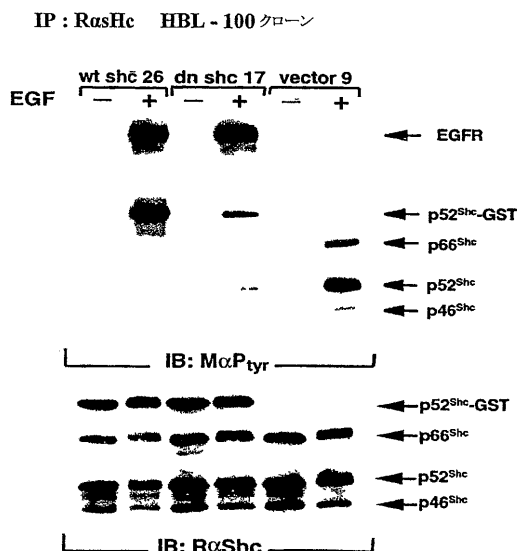 IP : RαsHc HBL - 100 クローン
wt shc 26 dn shc 17 vector 9
EGF − + − + − +
EGFR
p52Shc-GST
p66Shc
p52Shc
p46Shc
IB: MαPtyr
p52Shc-GST
p66Shc
p52Shc
p46Shc
IB: RαShc